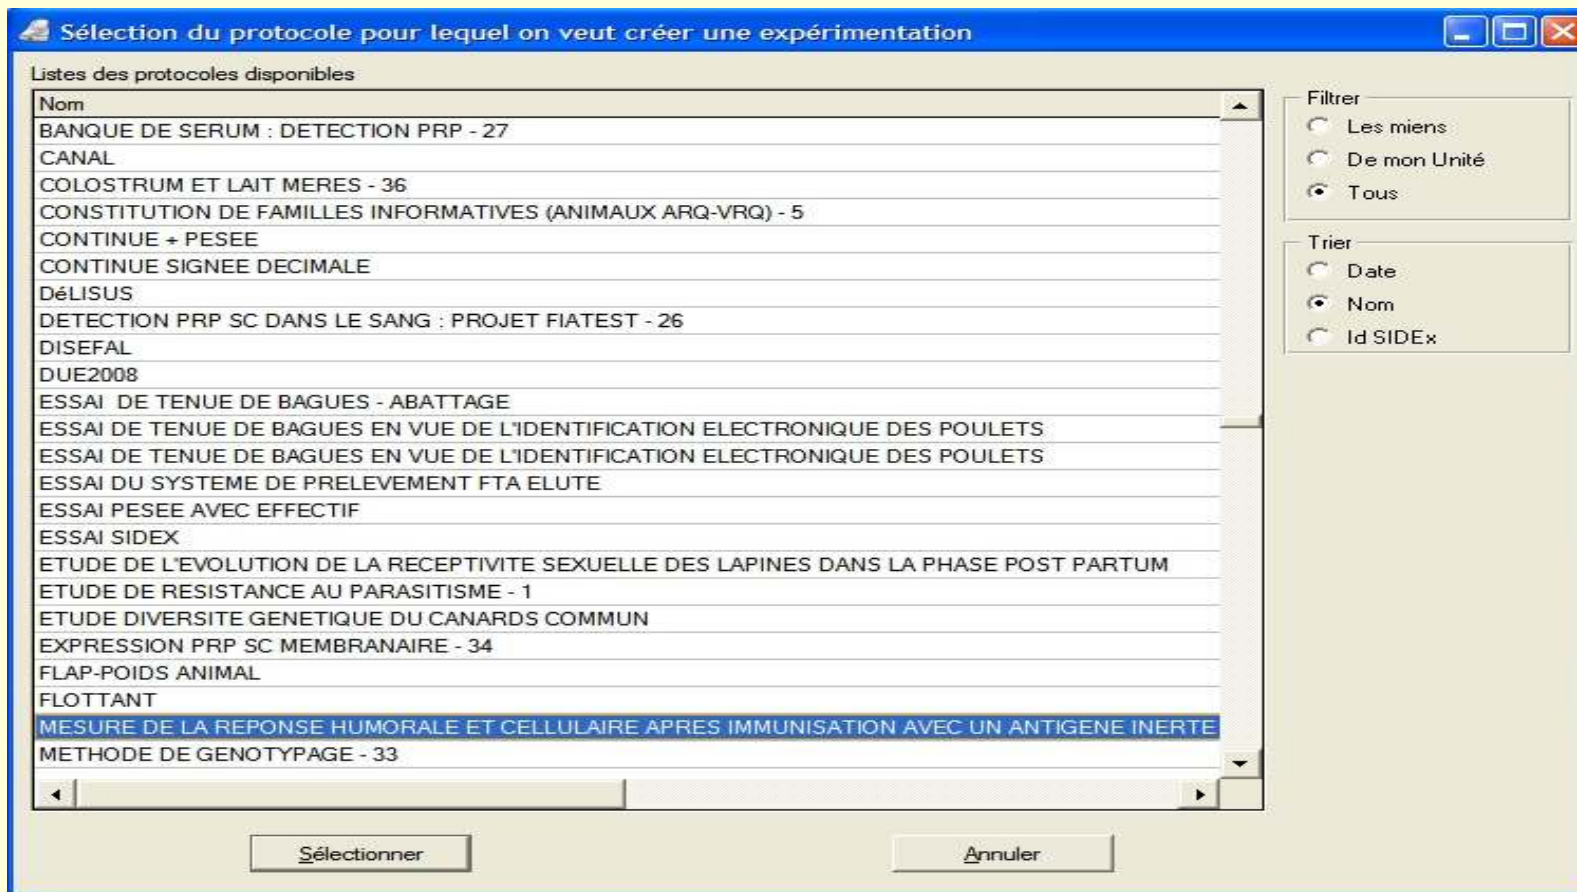 Sélection du protocole pour lequel on veut créer une expérimentation
Listes des protocoles disponibles
Nom
BANQUE DE SERUM : DETECTION PRP - 27
CANAL
COLOSTRUM ET LAIT MERES - 36
CONSTITUTION DE FAMILLES INFORMATIVES (ANIMAUX ARQ-VRQ) - 5
CONTINUE + PESEE
CONTINUE SIGNEE DECIMALE
DéLISUS
DETECTION PRP SC DANS LE SANG : PROJET FIATEST - 26
DISEFAL
DUE2008
ESSAI  DE TENUE DE BAGUES - ABATTAGE
ESSAI DE TENUE DE BAGUES EN VUE DE L'IDENTIFICATION ELECTRONIQUE DES POULETS
ESSAI DE TENUE DE BAGUES EN VUE DE L'IDENTIFICATION ELECTRONIQUE DES POULETS
ESSAI DU SYSTEME DE PRELEVEMENT FTA ELUTE
ESSAI PESEE AVEC EFFECTIF
ESSAI SIDEX
ETUDE DE L'EVOLUTION DE LA RECEPTIVITE SEXUELLE DES LAPINES DANS LA PHASE POST PARTUM
ETUDE DE RESISTANCE AU PARASITISME - 1
ETUDE DIVERSITE GENETIQUE DU CANARDS COMMUN
EXPRESSION PRP SC MEMBRANAIRE - 34
FLAP-POIDS ANIMAL
FLOTTANT
MESURE DE LA REPONSE HUMORALE ET CELLULAIRE APRES IMMUNISATION AVEC UN ANTIGENE INERTE
METHODE DE GENOTYPAGE - 33
Filtrer
Les miens
De mon Unité
Tous
Trier
Date
Nom
Id SIDEx
Sélectionner
Annuler